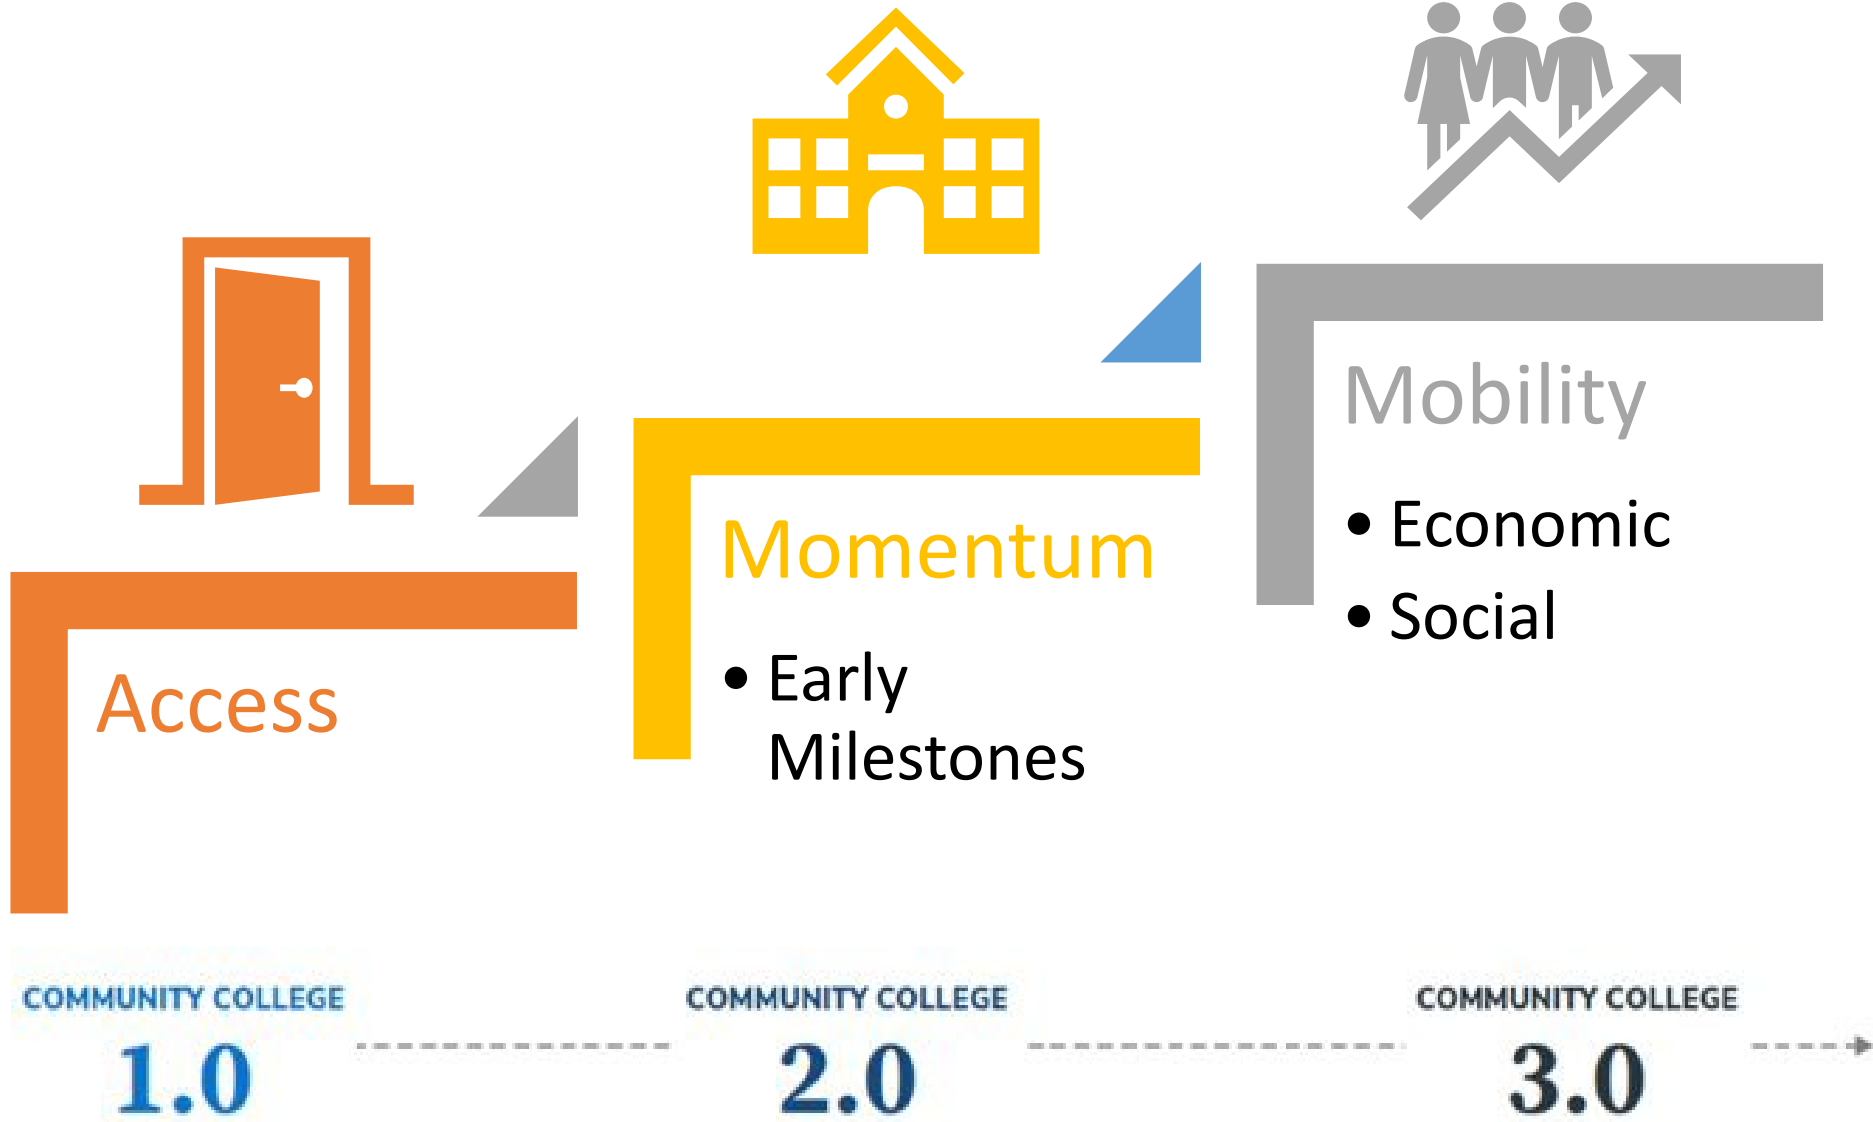 Access
Momentum
• Early
Milestones
Mobility
• Economic
• Social
COMMUNITY COLLEGE
1.0
COMMUNITY COLLEGE
2.0
COMMUNITY COLLEGE
3.0